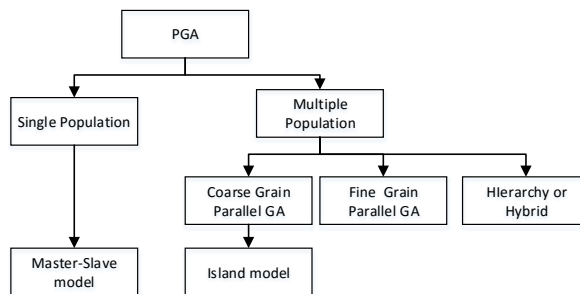 PGA
Single Population
Multiple
Population
Coarse Grain
Parallel GA
Fine Grain
Parallel GA
HIerarchy or
Hybrid
Master-Slave
model
Island model